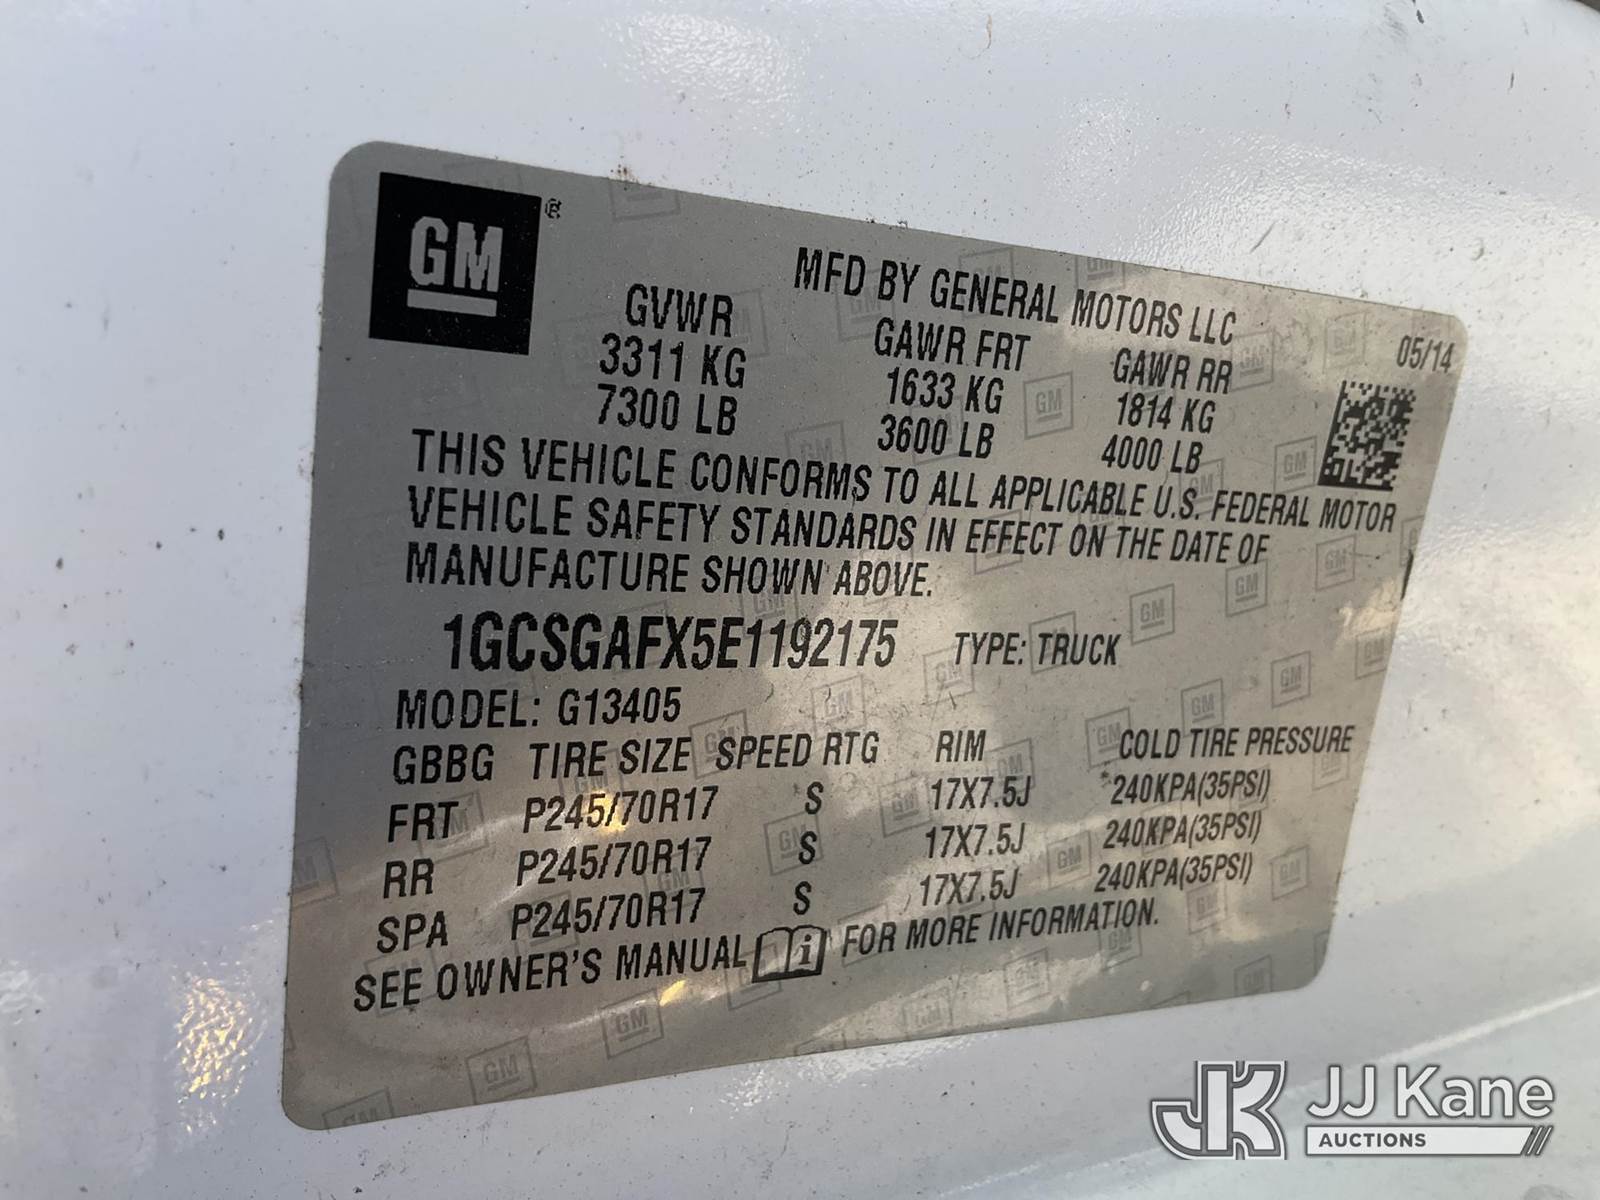 GM®
MFD BY GENERAL MOTORS LLC
05/14
GVWR GAWR FRT GAWR RR
3311 KG 1633 KG 1814 KG
7300 LB 3600 LB 4000 LB
THIS VEHICLE CONFORMS TO ALL APPLICABLE U.S. FEDERAL MOTOR
VEHICLE SAFETY STANDARDS IN EFFECT ON THE DATE OF
MANUFACTURE SHOWN ABOVE.
1GCSGAFX5E1192175 TYPE: TRUCK
MODEL: G13405
GBBG TIRE SIZE SPEED RTG RIM COLD TIRE PRESSURE
FRT P245/70R17 S 17X7.5J 240KPA(35PSI)
RR P245/70R17 S 17X7.5J 240KPA(35PSI)
SPA P245/70R17 S 17X7.5J 240KPA(35PSI)
SEE OWNER'S MANUAL i FOR MORE INFORMATION.
JK JJ Kane
AUCTIONS